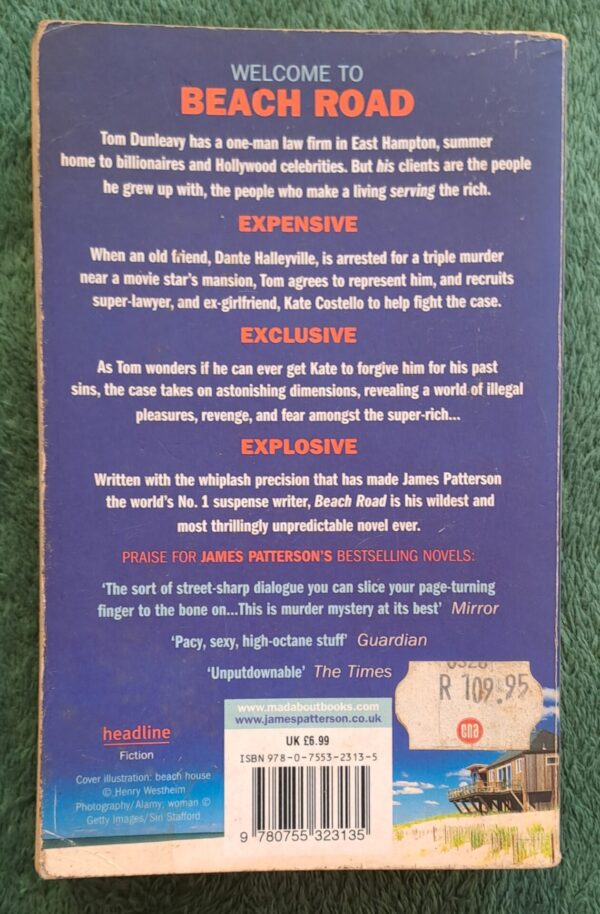 WELCOME TO
BEACH ROAD
Tom Dunleavy has a one-man law firm in East Hampton, summer
home to billionaires and Hollywood celebrities. But his clients are the people
he grew up with, the people who make a living serving the rich.
EXPENSIVE
When an old friend, Dante Halleyville, is arrested for a triple murder
near a movie star's mansion, Tom agrees to represent him, and recruits
super-lawyer, and ex-girlfriend, Kate Costello to help fight the case.
EXCLUSIVE
As Tom wonders if he can ever get Kate to forgive him for his past
sins, the case takes on astonishing dimensions, revealing a world of illegal
pleasures, revenge, and fear amongst the super-rich...
EXPLOSIVE
Written with the whiplash precision that has made James Patterson
the world's No. 1 suspense writer, Beach Road is his wildest and
most thrillingly unpredictable novel ever.
PRAISE FOR JAMES PATTERSON'S BESTSELLING NOVELS:
'The sort of street-sharp dialogue you can slice your page-turning
finger to the bone on...This is murder mystery at its best' Mirror
'Pacy, sexy, high-octane stuff' Guardian
'Unputdownable' The Times
R 109.95
cna
www.madaboutbooks.com
www.jamespatterson.co.uk
headline
Fiction
Cover illustration: beach house
© Henry Westheim
Photography/Alamy; woman ©
Getty Images/Siri Stafford
UK £6.99
ISBN 978-0-7553-2313-5
9 780755 323135